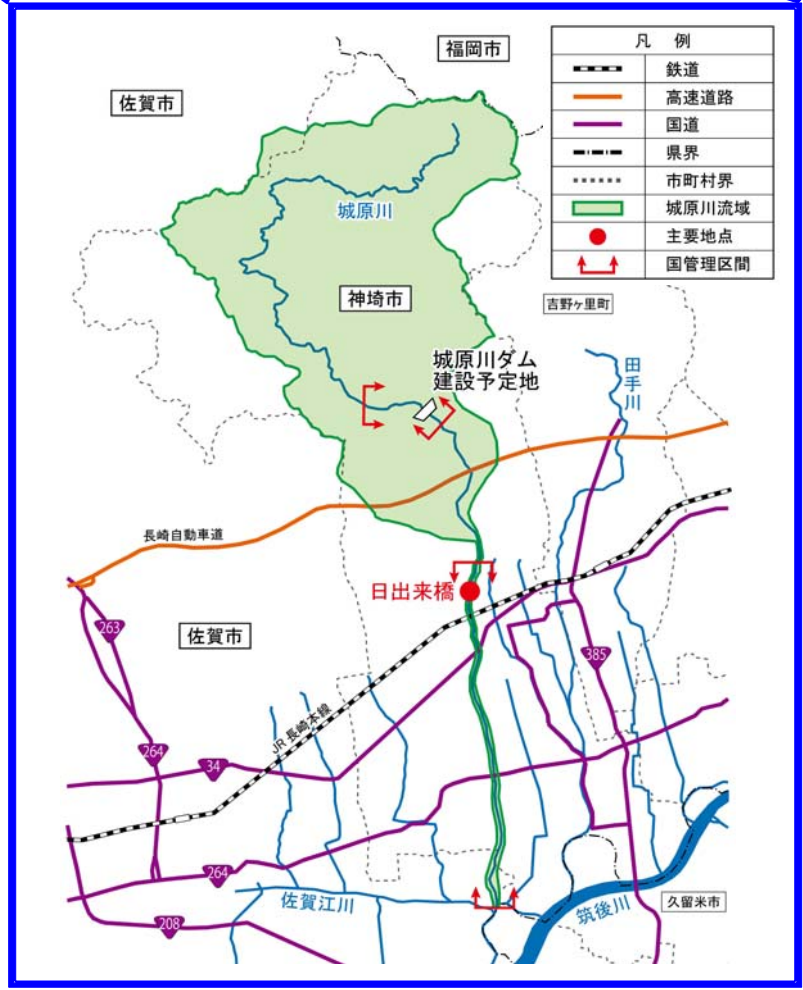 福岡市
佐賀市
凡 例
鉄道
高速道路
国道
県界
市町村界
城原川流域
主要地点
国管理区間
城原川
神埼市
吉野ヶ里町
城原川ダム
建設予定地
田手川
長崎自動車道
日出来橋
263
佐賀市
385
JR長崎本線
264
34
264
佐賀江川
208
筑後川
久留米市